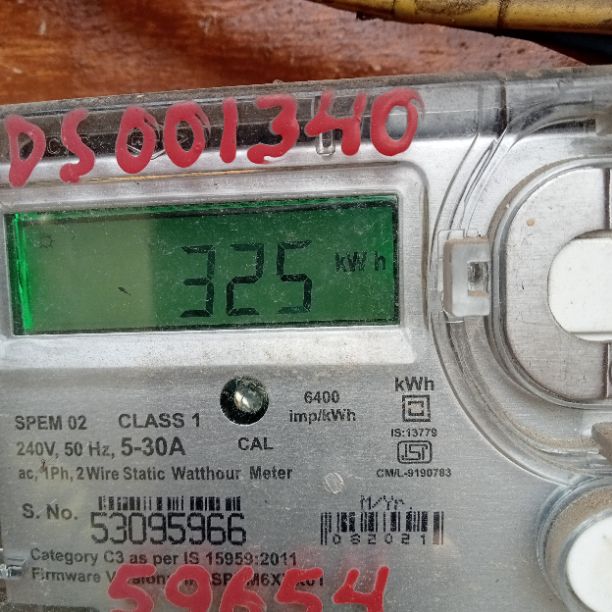 DS001340
325 kWh
6400
imp/kWh
kWh
IS:13779
ISI
CM/L-9190783
SPEM 02 CLASS 1
240V, 50 Hz, 5-30A
CAL
ac, 1Ph, 2Wire Static Watthour Meter
S. No. 53095966
M/Yr.
082021
Category C3 as per IS 15959:2011
Firmware
59654